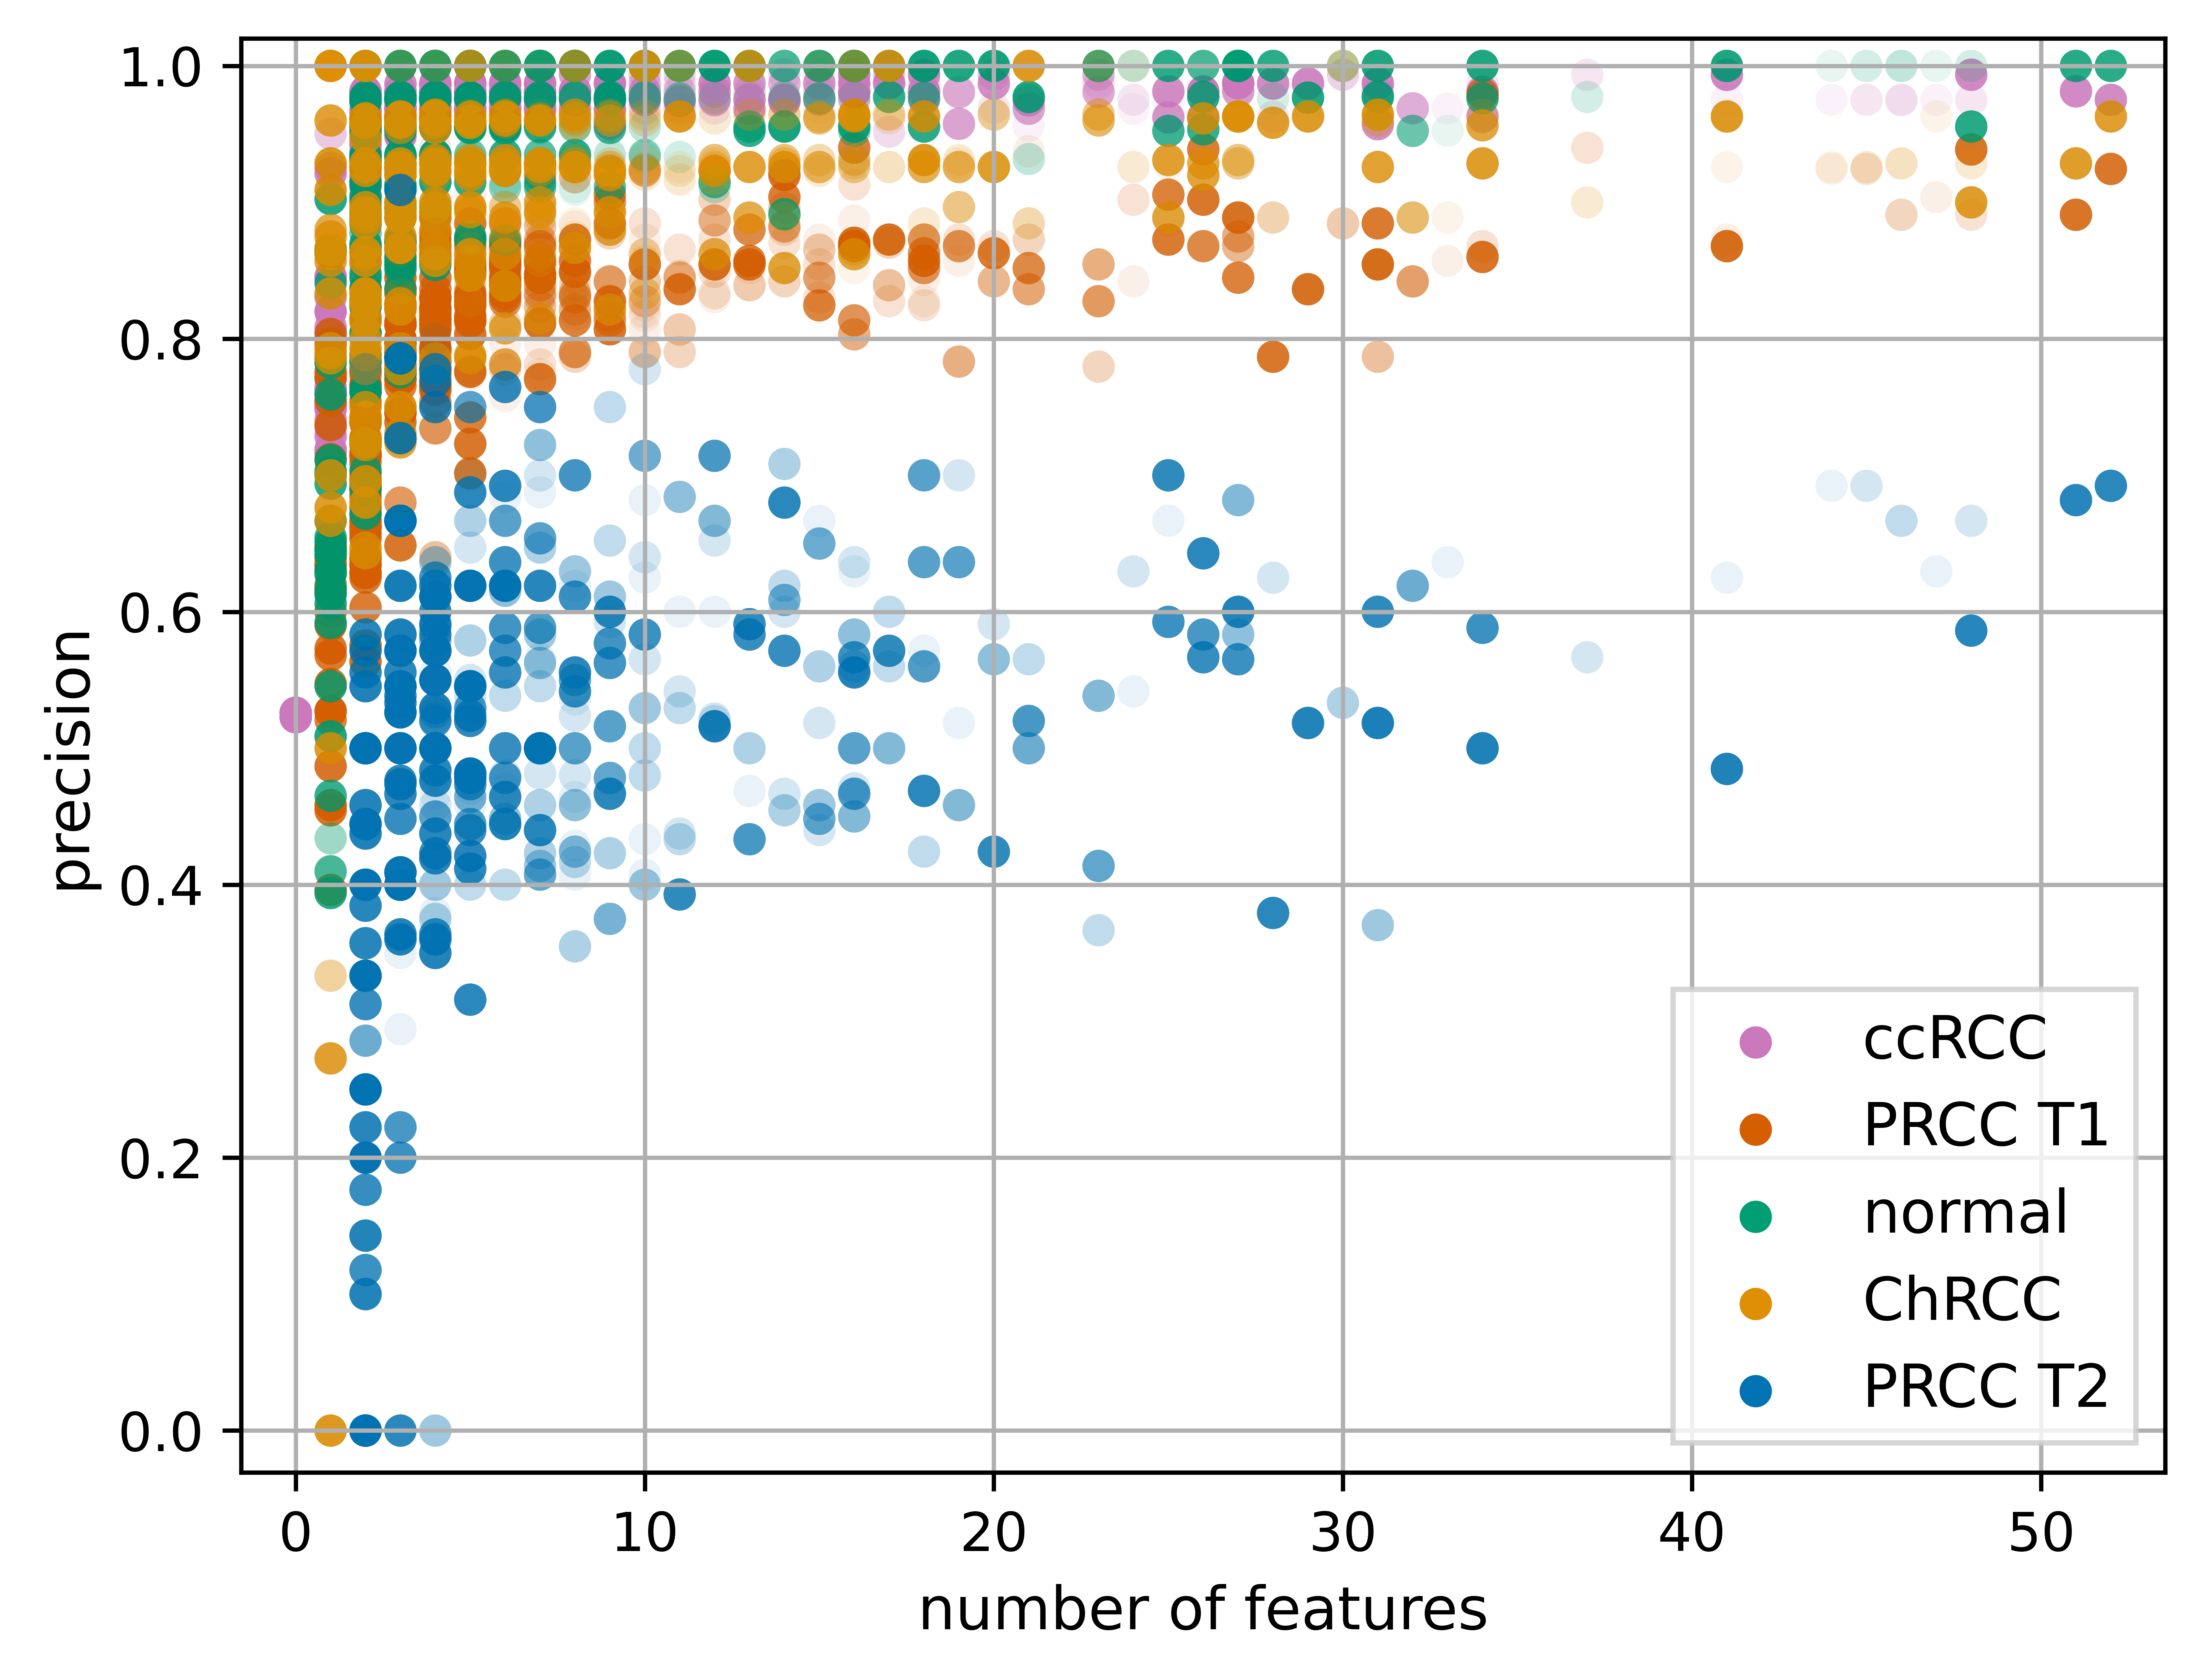 1.0
0.8
0.6
0.4
0.2
0.0
precision
0 10 20 30 40 50
number of features
ccRCC
PRCC T1
normal
ChRCC
PRCC T2